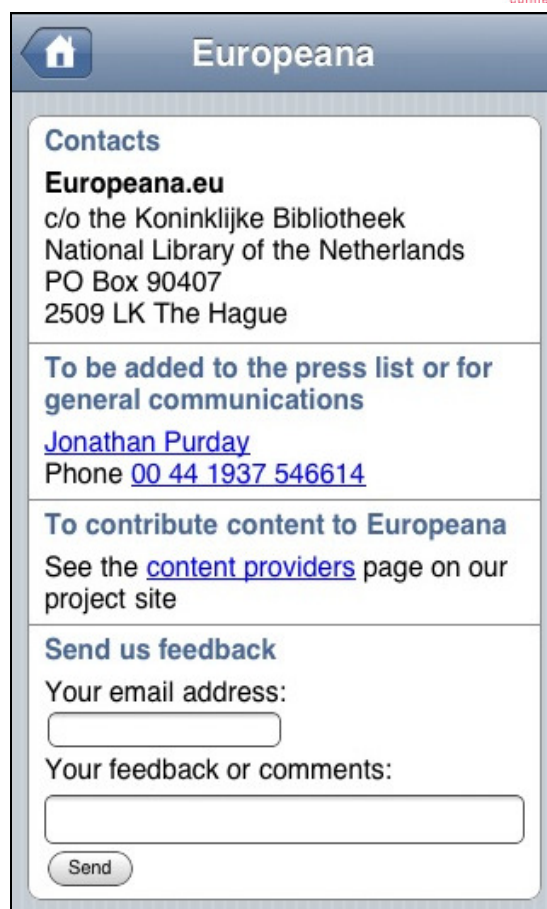 Europeana
Contacts
Europeana.eu
c/o the Koninklijke Bibliotheek
National Library of the Netherlands
PO Box 90407
2509 LK The Hague
To be added to the press list or for
general communications
Jonathan Purday
Phone 00 44 1937 546614
To contribute content to Europeana
See the content providers page on our
project site
Send us feedback
Your email address:
Your feedback or comments:
Send